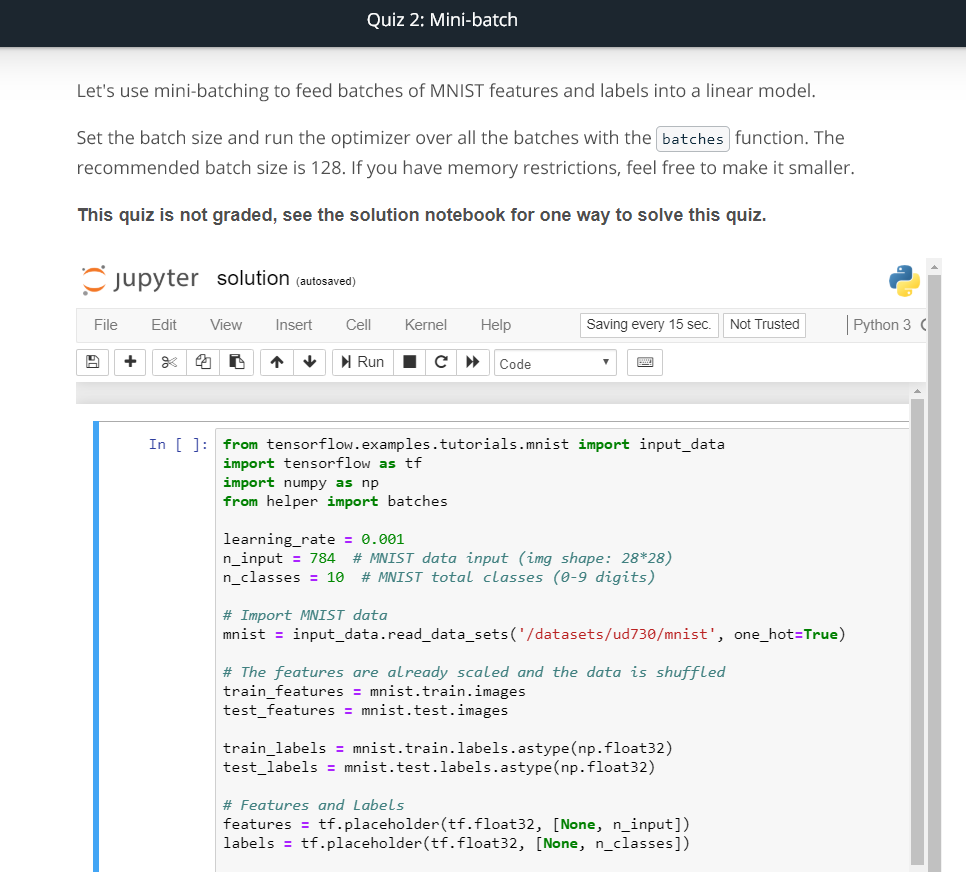 Quiz 2: Mini-batch
Let's use mini-batching to feed batches of MNIST features and labels into a linear model.
Set the batch size and run the optimizer over all the batches with the batches function. The
recommended batch size is 128. If you have memory restrictions, feel free to make it smaller.
This quiz is not graded, see the solution notebook for one way to solve this quiz.
jupyter solution (autosaved)
File Edit View Insert Cell Kernel Help Saving every 15 sec. Not Trusted Python 3
Run Code
In [ ]: from tensorflow.examples.tutorials.mnist import input_data
import tensorflow as tf
import numpy as np
from helper import batches
learning_rate = 0.001
n_input = 784  # MNIST data input (img shape: 28*28)
n_classes = 10  # MNIST total classes (0-9 digits)
# Import MNIST data
mnist = input_data.read_data_sets('/datasets/ud730/mnist', one_hot=True)
# The features are already scaled and the data is shuffled
train_features = mnist.train.images
test_features = mnist.test.images
train_labels = mnist.train.labels.astype(np.float32)
test_labels = mnist.test.labels.astype(np.float32)
# Features and Labels
features = tf.placeholder(tf.float32, [None, n_input])
labels = tf.placeholder(tf.float32, [None, n_classes])